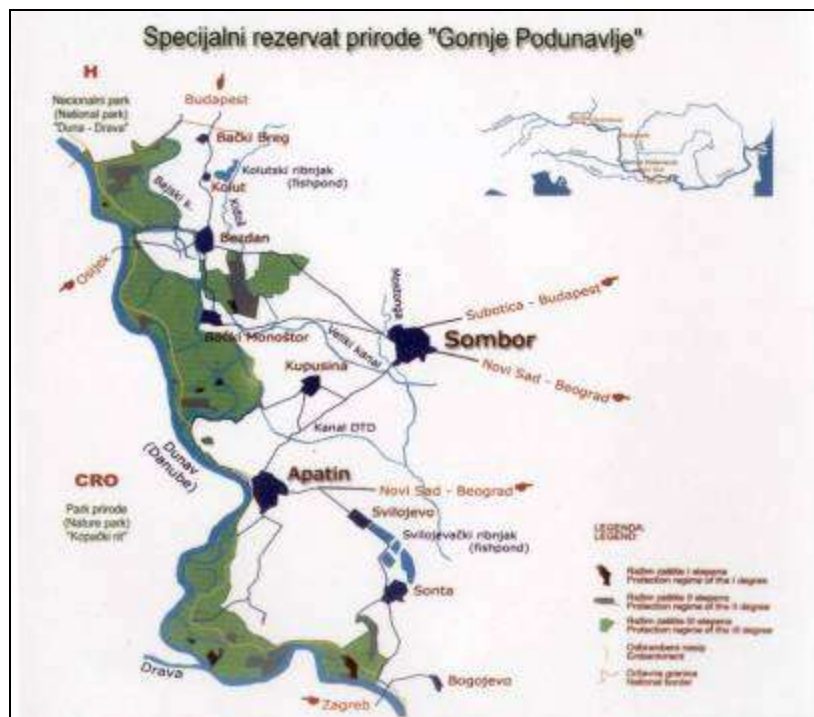 Specijalni rezervat prirode "Gornje Podunavlje"
H
Nacionalni park
(National park)
"Duna - Drava"
Budapest
Bački Breg
Kolutski ribnjak
(fishpond)
Kolut
Bajski k.
Bezdan
Osijek
Mostonga
Subotica - Budapest
Sombor
Bački Monoštor
Veliki kanal
Kupusina
Novi Sad - Beograd
Kanal DTD
Dunav
(Danube)
CRO
Park prirode
(Nature park)
"Kopački rit"
Apatin
Novi Sad - Beograd
Svilojevo
Svilojevački ribnjak
(fishpond)
Sonta
LEGENDA:
LEGEND:
Režim zaštite I stepena
Protection regime of the I degree
Režim zaštite II stepena
Protection regime of the II degree
Režim zaštite III stepena
Protection regime of the III degree
Odbrambeni nasip
Embankment
Državna granica
National border
Drava
Zagreb
Bogojevo